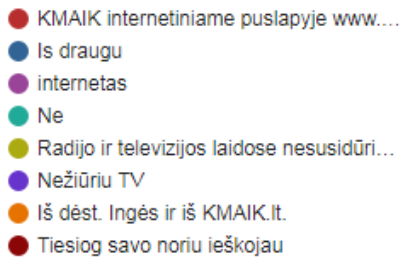 KMAIK internetiniame puslapyje www....
Is draugu
internetas
Ne
Radijo ir televizijos laidose nesusidūri...
Nežiūriu TV
Iš dėst. Ingės ir iš KMAIK.lt.
Tiesiog savo noriu ieškojau